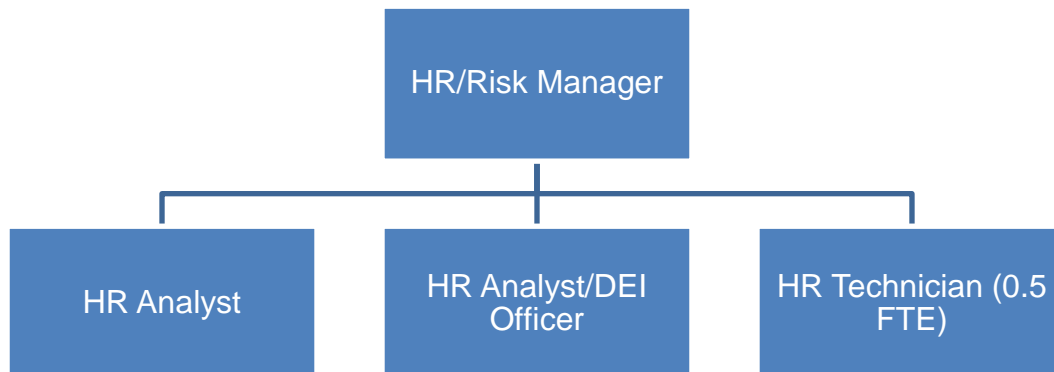 HR/Risk Manager
HR Analyst
HR Analyst/DEI
Officer
HR Technician (0.5
FTE)